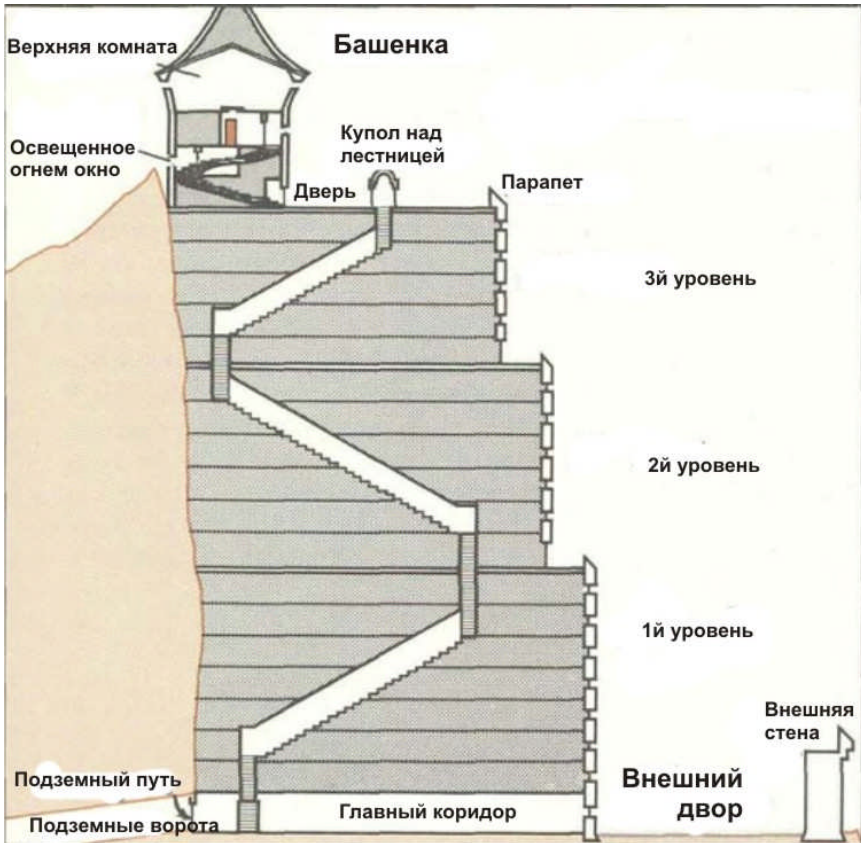 Башенка
Верхняя комната
Освещенное
огнем окно
Купол над
лестницей
Дверь
Парапет
3й уровень
2й уровень
1й уровень
Внешняя
стена
Подземный путь
Внешний
двор
Подземные ворота
Главный коридор